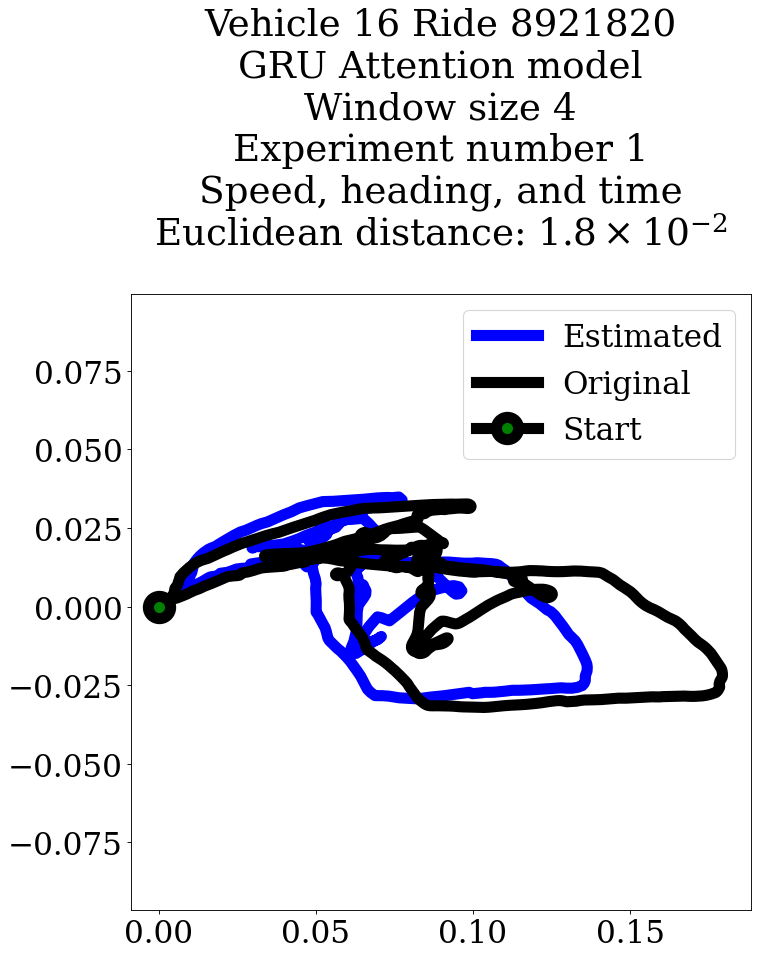 Vehicle 16 Ride 8921820
GRU Attention model
Window size 4
Experiment number 1
Speed, heading, and time
Euclidean distance: 1.8 × 10⁻²
Estimated
Original
Start
0.075
0.050
0.025
0.000
−0.025
−0.050
−0.075
0.00 0.05 0.10 0.15